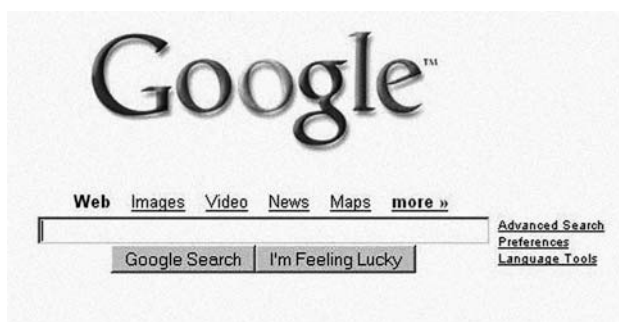 Google™
Web Images Video News Maps more »
Advanced Search
Preferences
Language Tools
Google Search I'm Feeling Lucky